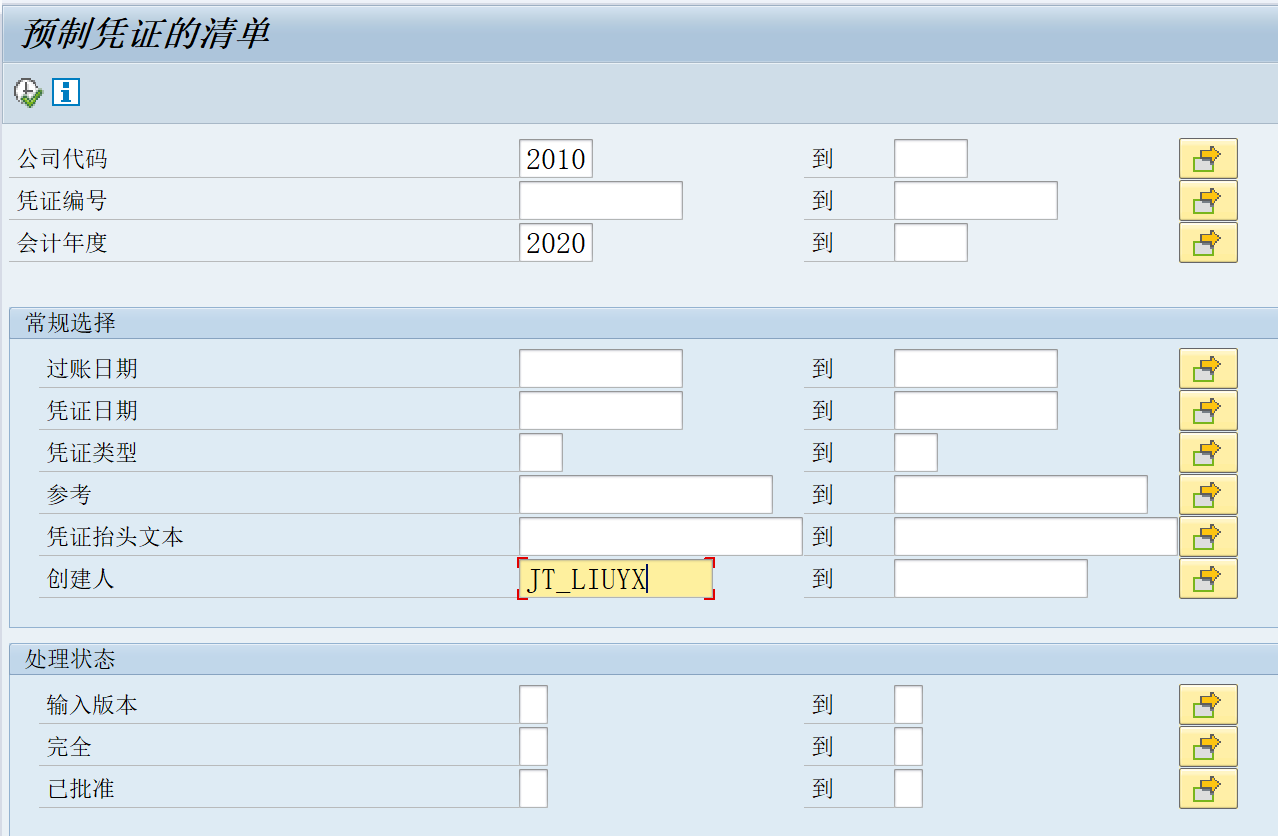 预制凭证的清单
公司代码 2010 到
凭证编号 到
会计年度 2020 到
常规选择
过账日期 到
凭证日期 到
凭证类型 到
参考 到
凭证抬头文本 到
创建人 JT_LIUYX 到
处理状态
输入版本 到
完全 到
已批准 到